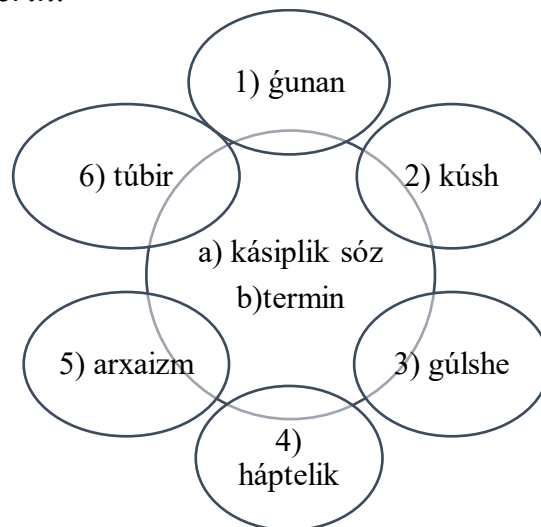 1) ǵunan
6) túbir
2) kúsh
a) kásiplik sóz
b)termin
5) arxaizm
3) gúlshe
4)
háptelik